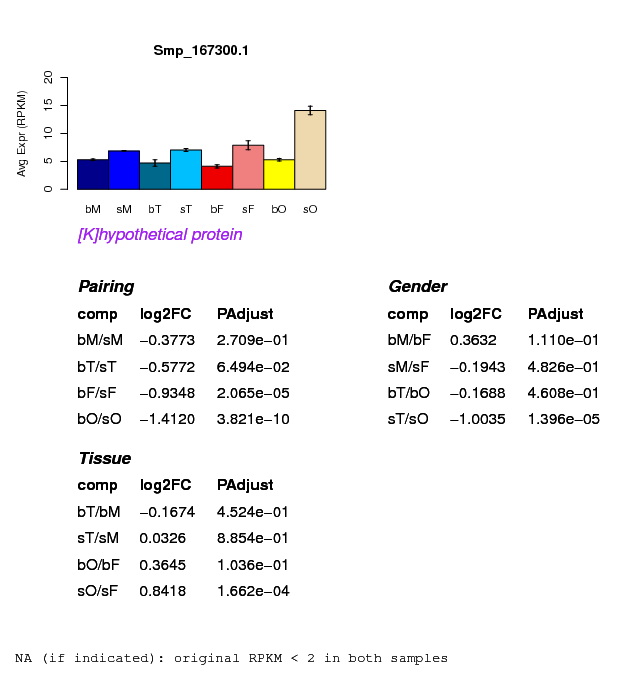 Smp_167300.1
Avg Expr (RPKM)
20
15
10
5
0
bM sM bT sT bF sF bO sO
[K]hypothetical protein
Pairing
comp log2FC PAdjust
bM/sM −0.3773 2.709e−01
bT/sT −0.5772 6.494e−02
bF/sF −0.9348 2.065e−05
bO/sO −1.4120 3.821e−10
Gender
comp log2FC PAdjust
bM/bF 0.3632 1.110e−01
sM/sF −0.1943 4.826e−01
bT/bO −0.1688 4.608e−01
sT/sO −1.0035 1.396e−05
Tissue
comp log2FC PAdjust
bT/bM −0.1674 4.524e−01
sT/sM 0.0326 8.854e−01
bO/bF 0.3645 1.036e−01
sO/sF 0.8418 1.662e−04
NA (if indicated): original RPKM < 2 in both samples